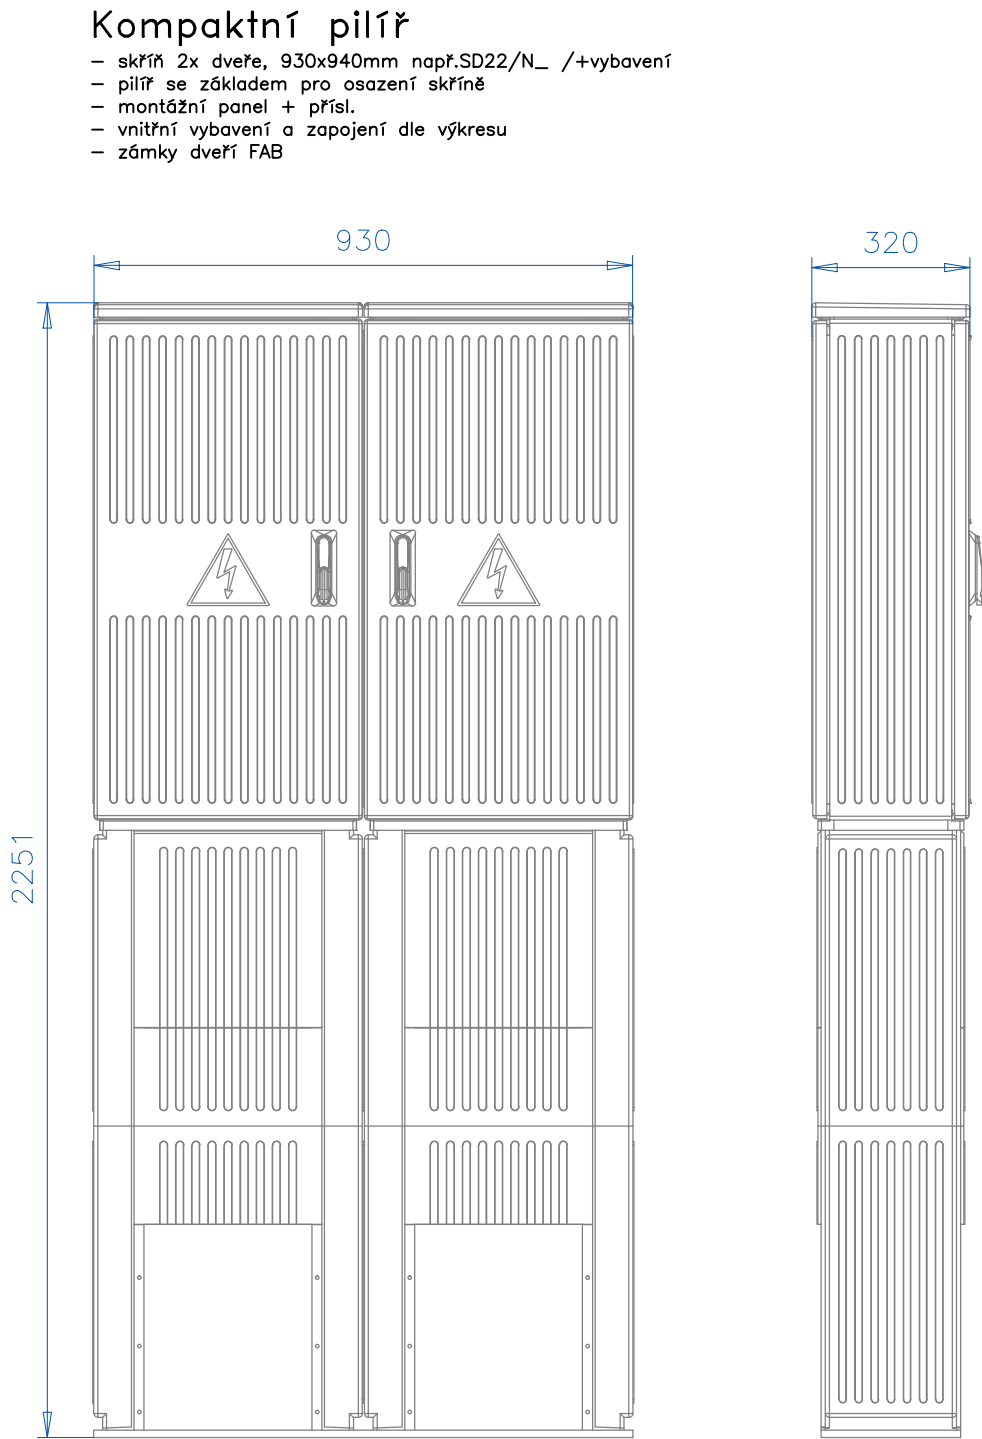 Kompaktní pilíř
– skříň 2x dveře, 930x940mm např.SD22/N_ /+vybavení
– pilíř se základem pro osazení skříně
– montážní panel + přísl.
– vnitřní vybavení a zapojení dle výkresu
– zámky dveří FAB
930
320
2251